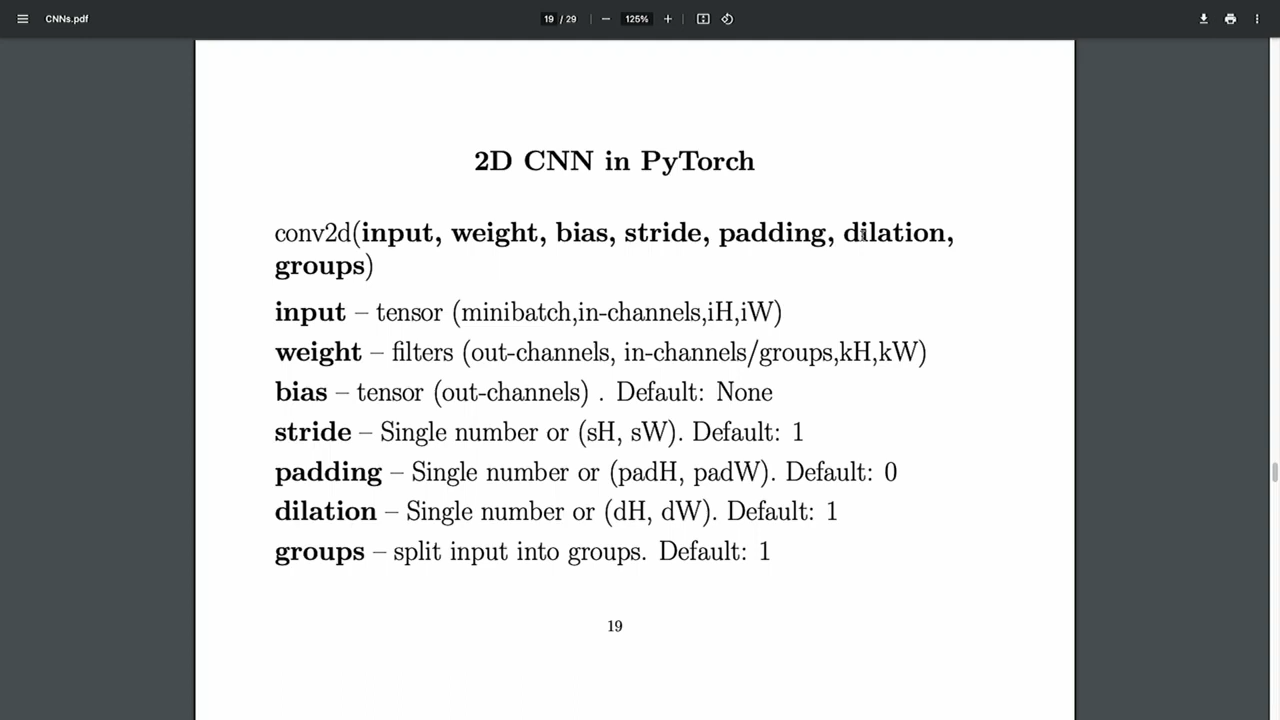 CNNs.pdf
19 / 29
125%
2D CNN in PyTorch
conv2d(input, weight, bias, stride, padding, dilation,
groups)
input – tensor (minibatch,in-channels,iH,iW)
weight – filters (out-channels, in-channels/groups,kH,kW)
bias – tensor (out-channels) . Default: None
stride – Single number or (sH, sW). Default: 1
padding – Single number or (padH, padW). Default: 0
dilation – Single number or (dH, dW). Default: 1
groups – split input into groups. Default: 1
19